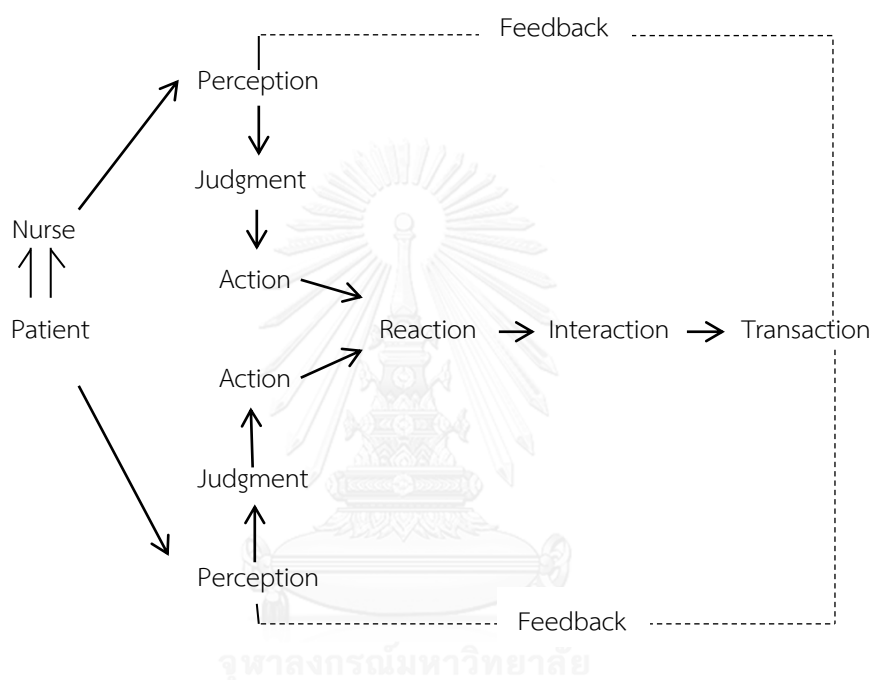 Feedback
Perception
Judgment
Nurse
Action
Patient
Reaction
Interaction
Transaction
Action
Judgment
Perception
Feedback
จุฬาลงกรณ์มหาวิทยาลัย